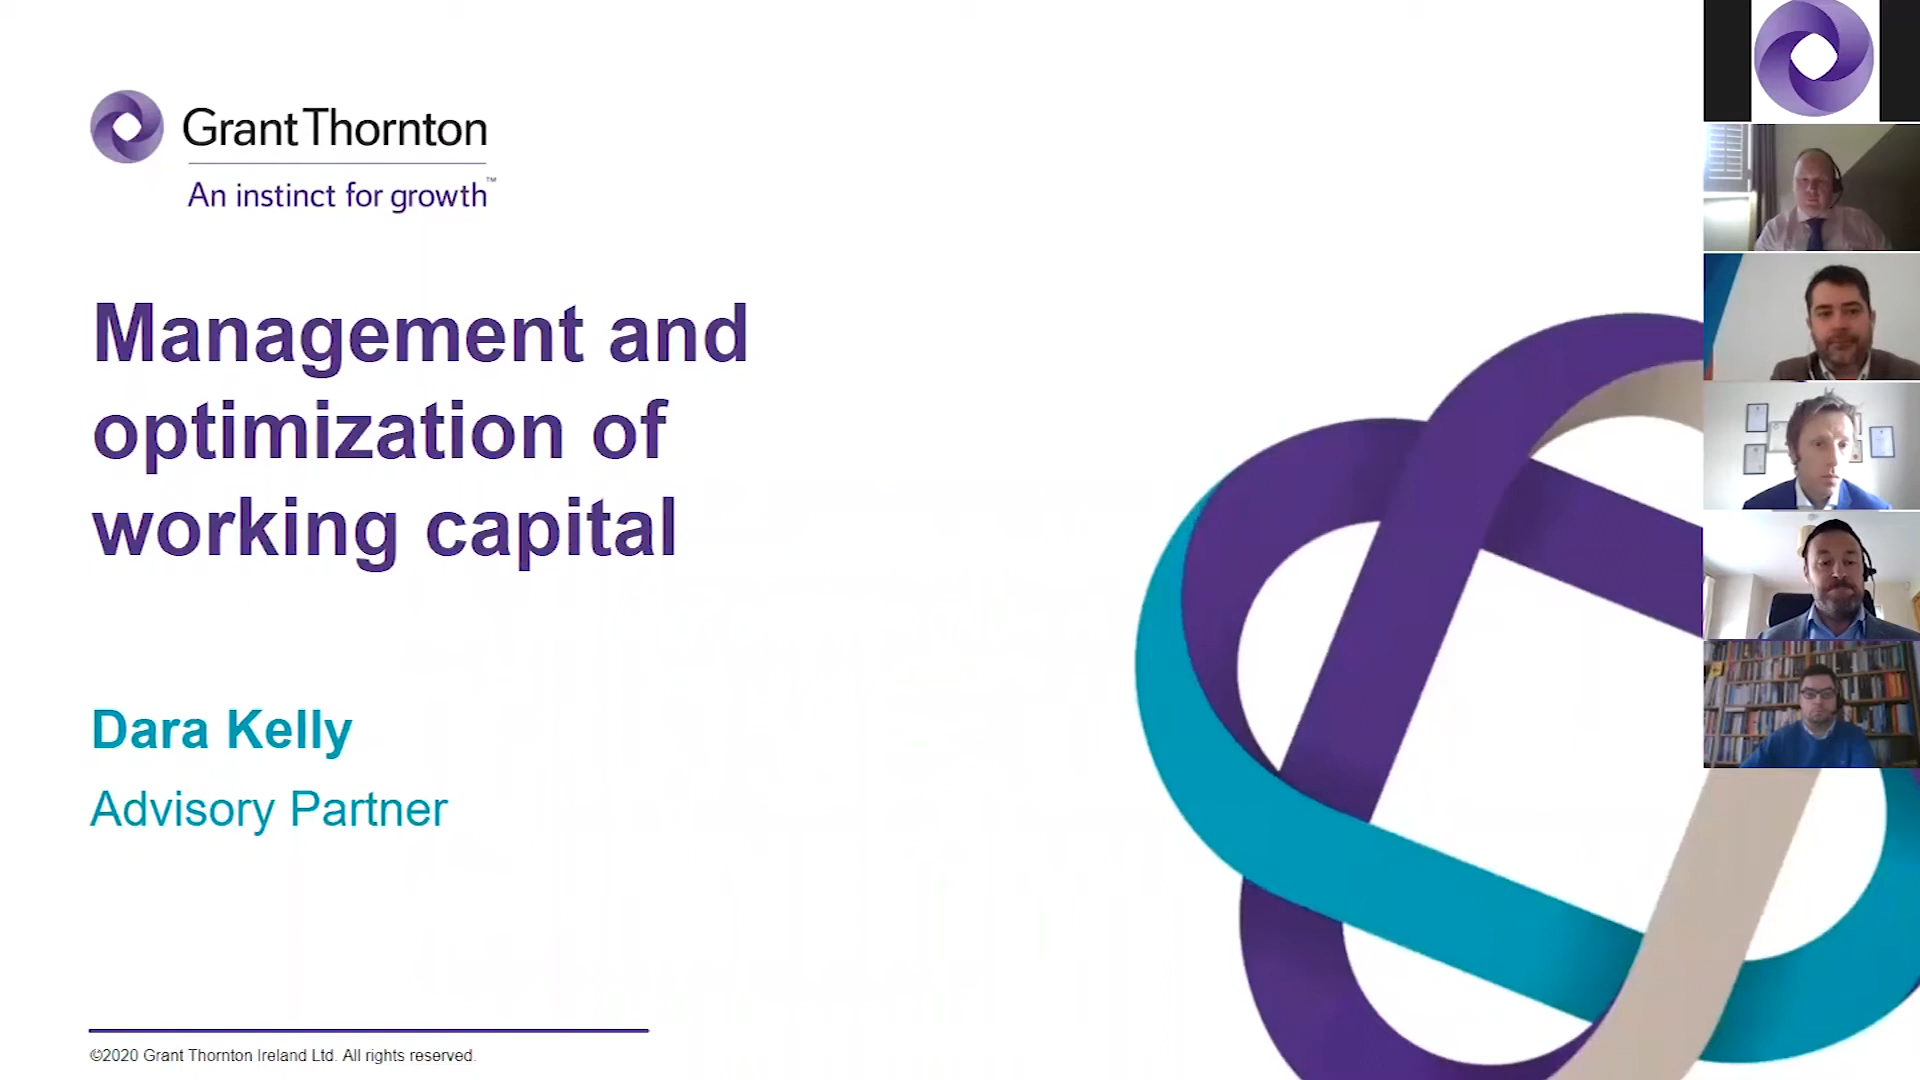 Grant Thornton
An instinct for growth™
Management and
optimization of
working capital
Dara Kelly
Advisory Partner
©2020 Grant Thornton Ireland Ltd. All rights reserved.